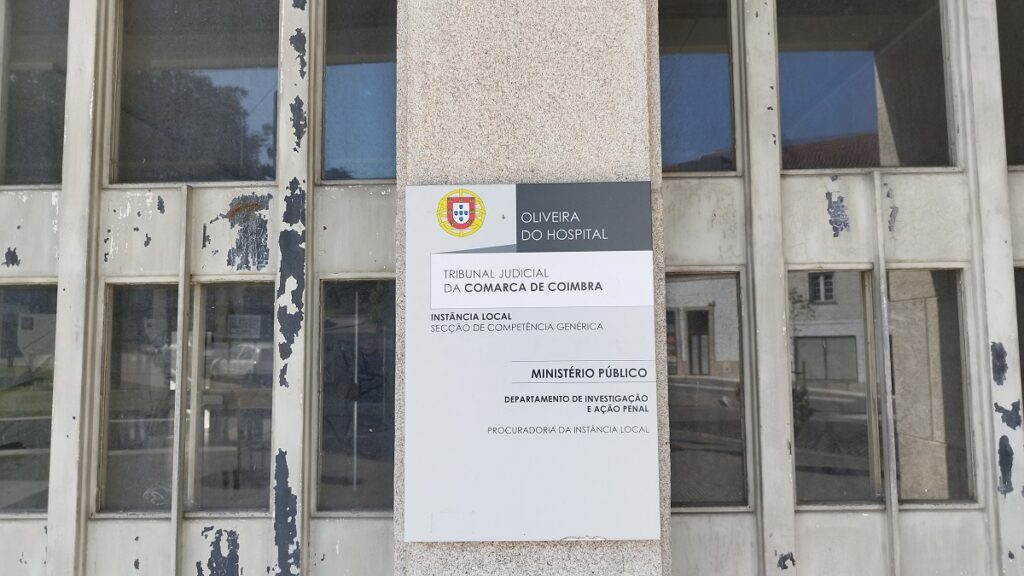 OLIVEIRA
DO HOSPITAL
TRIBUNAL JUDICIAL
DA COMARCA DE COIMBRA
INSTÂNCIA LOCAL
SECÇÃO DE COMPETÊNCIA GENÉRICA
MINISTÉRIO PÚBLICO
DEPARTAMENTO DE INVESTIGAÇÃO
E AÇÃO PENAL
PROCURADORIA DA INSTÂNCIA LOCAL